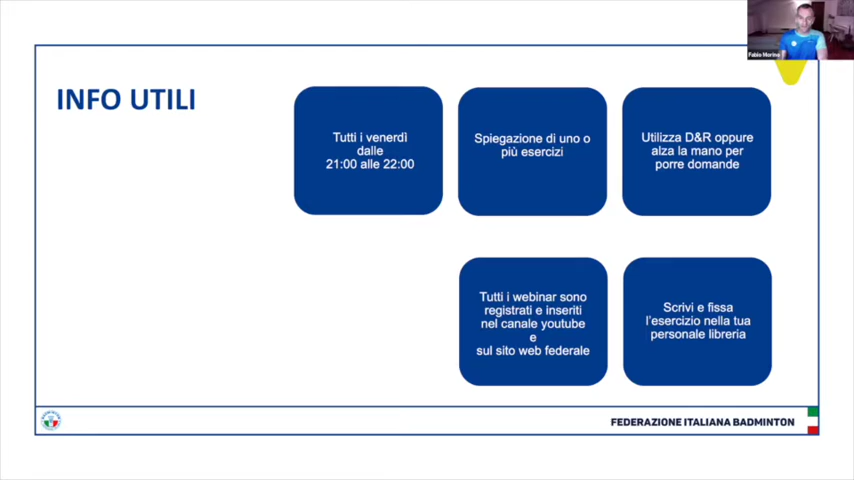 Fabio Morino
INFO UTILI
Tutti i venerdì
dalle
21:00 alle 22:00
Spiegazione di uno o
più esercizi
Utilizza D&R oppure
alza la mano per
porre domande
Tutti i webinar sono
registrati e inseriti
nel canale youtube
e
sul sito web federale
Scrivi e fissa
l'esercizio nella tua
personale libreria
FEDERAZIONE ITALIANA BADMINTON